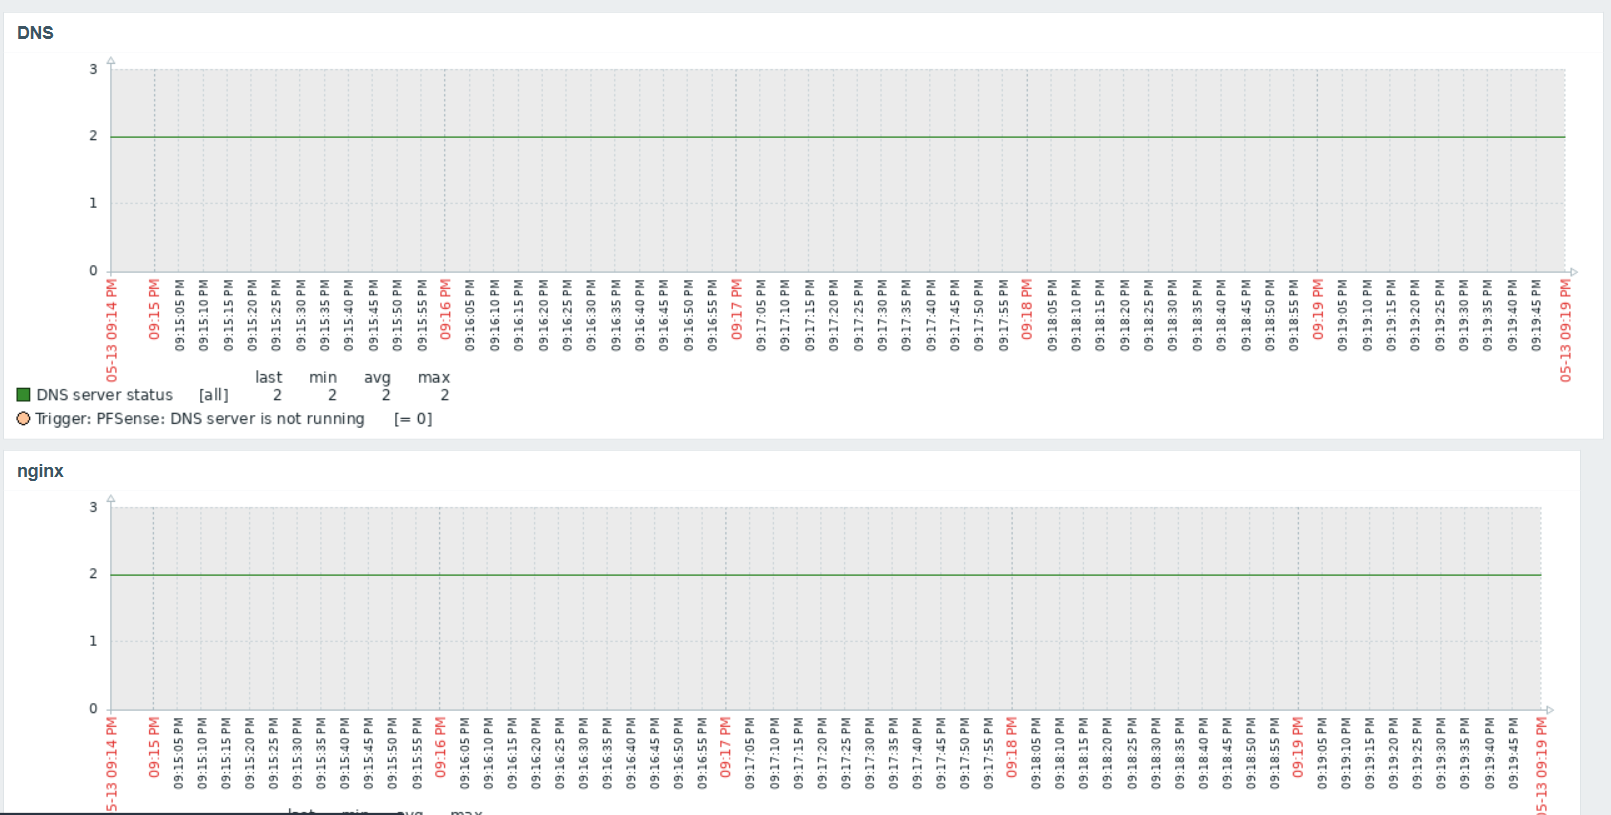 DNS
3
2
1
0
05-13 09:14 PM 09:15 PM 09:15:05 PM 09:15:10 PM 09:15:15 PM 09:15:20 PM 09:15:25 PM 09:15:30 PM 09:15:35 PM 09:15:40 PM 09:15:45 PM 09:15:50 PM 09:15:55 PM 09:16 PM 09:16:05 PM 09:16:10 PM 09:16:15 PM 09:16:20 PM 09:16:25 PM 09:16:30 PM 09:16:35 PM 09:16:40 PM 09:16:45 PM 09:16:50 PM 09:16:55 PM 09:17 PM 09:17:05 PM 09:17:10 PM 09:17:15 PM 09:17:20 PM 09:17:25 PM 09:17:30 PM 09:17:35 PM 09:17:40 PM 09:17:45 PM 09:17:50 PM 09:17:55 PM 09:18 PM 09:18:05 PM 09:18:10 PM 09:18:15 PM 09:18:20 PM 09:18:25 PM 09:18:30 PM 09:18:35 PM 09:18:40 PM 09:18:45 PM 09:18:50 PM 09:18:55 PM 09:19 PM 09:19:05 PM 09:19:10 PM 09:19:15 PM 09:19:20 PM 09:19:25 PM 09:19:30 PM 09:19:35 PM 09:19:40 PM 09:19:45 PM 05-13 09:19 PM
last min avg max
DNS server status [all] 2 2 2 2
Trigger: PFSense: DNS server is not running [= 0]
nginx
3
2
1
0
5-13 09:14 PM 09:15 PM 09:15:05 PM 09:15:10 PM 09:15:15 PM 09:15:20 PM 09:15:25 PM 09:15:30 PM 09:15:35 PM 09:15:40 PM 09:15:45 PM 09:15:50 PM 09:15:55 PM 09:16 PM 09:16:05 PM 09:16:10 PM 09:16:15 PM 09:16:20 PM 09:16:25 PM 09:16:30 PM 09:16:35 PM 09:16:40 PM 09:16:45 PM 09:16:50 PM 09:16:55 PM 09:17 PM 09:17:05 PM 09:17:10 PM 09:17:15 PM 09:17:20 PM 09:17:25 PM 09:17:30 PM 09:17:35 PM 09:17:40 PM 09:17:45 PM 09:17:50 PM 09:17:55 PM 09:18 PM 09:18:05 PM 09:18:10 PM 09:18:15 PM 09:18:20 PM 09:18:25 PM 09:18:30 PM 09:18:35 PM 09:18:40 PM 09:18:45 PM 09:18:50 PM 09:18:55 PM 09:19 PM 09:19:05 PM 09:19:10 PM 09:19:15 PM 09:19:20 PM 09:19:25 PM 09:19:30 PM 09:19:35 PM 09:19:40 PM 09:19:45 PM 05-13 09:19 PM
last min avg max